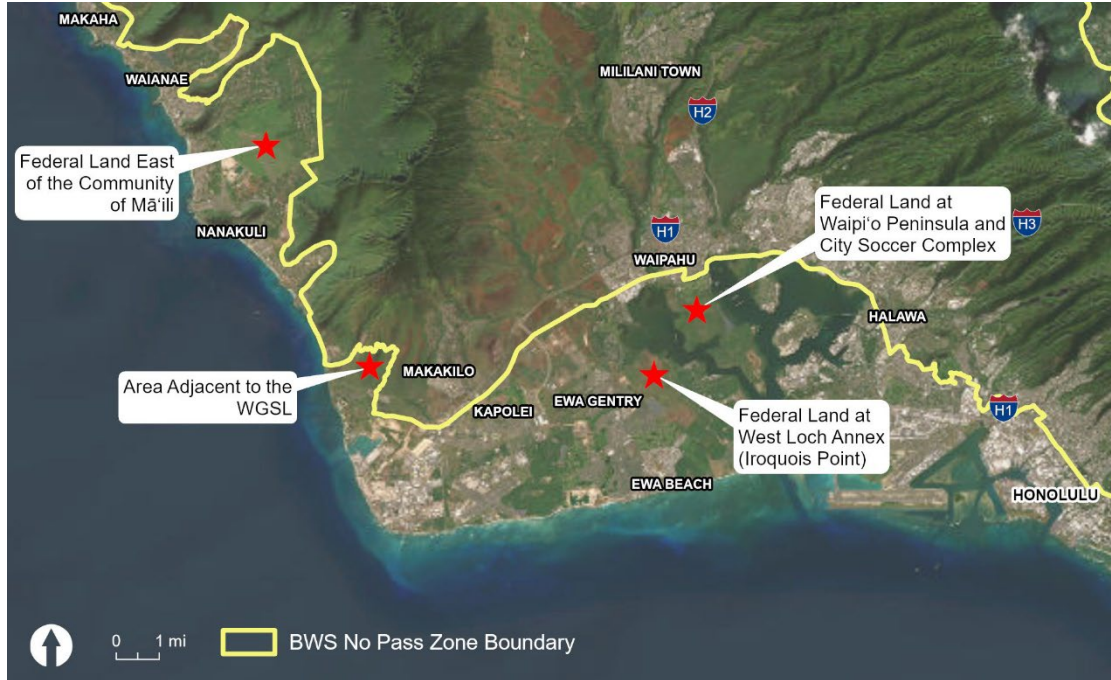 MAKAHA
WAIANAE
MILILANI TOWN
H2
Federal Land East
of the Community
of Mā‘ili
NANAKULI
Federal Land at
Waipi‘o Peninsula and
City Soccer Complex
H3
H1
WAIPAHU
HALAWA
Area Adjacent to the
WGSL
MAKAKILO
KAPOLEI
EWA GENTRY
H1
Federal Land at
West Loch Annex
(Iroquois Point)
EWA BEACH
HONOLULU
0 1 mi
BWS No Pass Zone Boundary